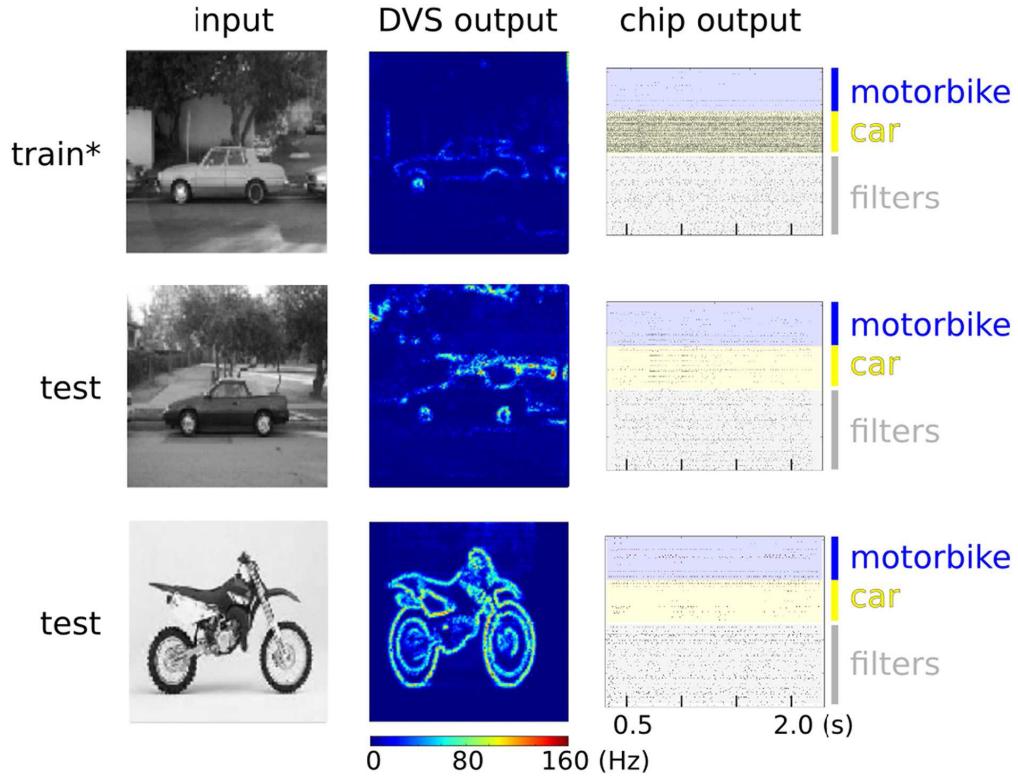 input DVS output chip output
train*
motorbike
car
filters
test
motorbike
car
filters
test
motorbike
car
filters
0.5 2.0 (s)
0 80 160 (Hz)